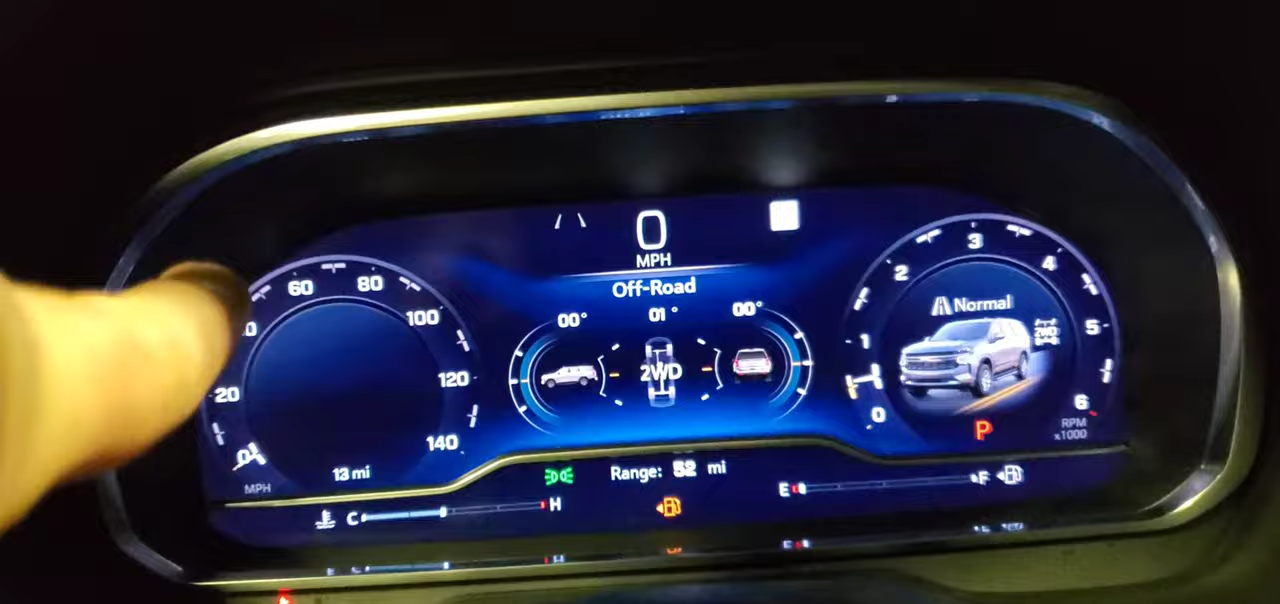 0
MPH
Off-Road
00°
01 °
00°
2WD
20
60
80
100
120
140
MPH
13 mi
0
1
2
3
4
5
6
RPM
x1000
Normal
2WD
P
Range: 52 mi
C
H
E
F